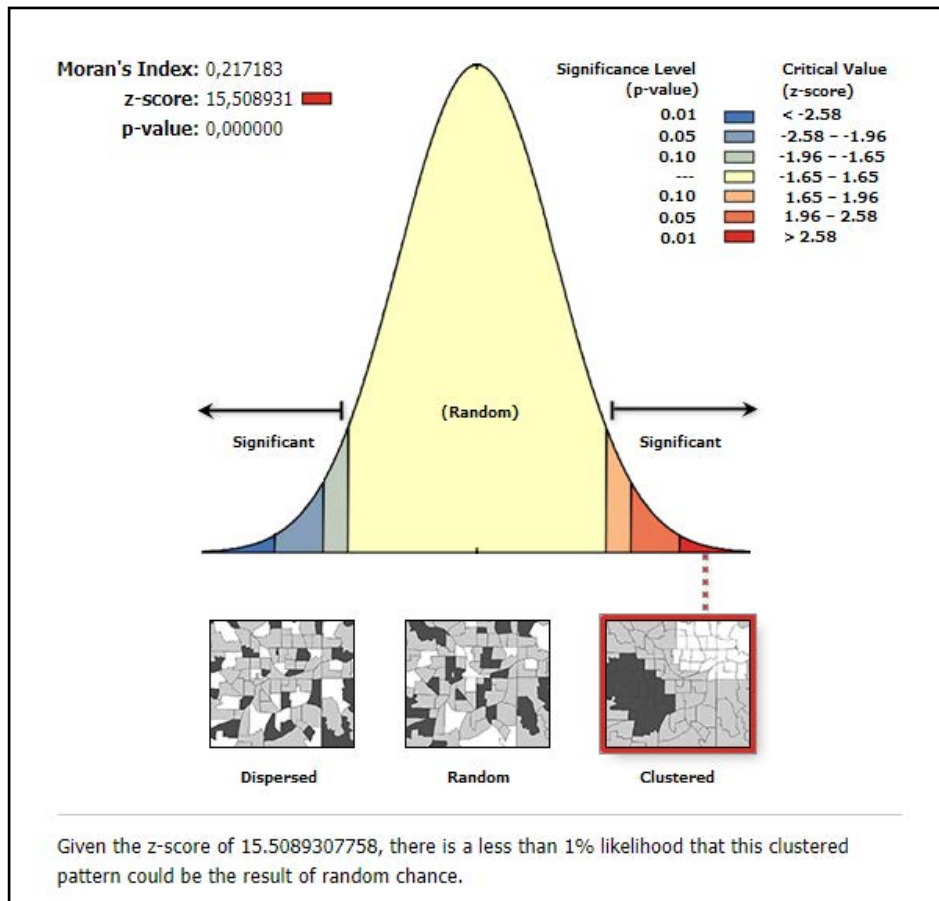 Moran's Index: 0,217183
z-score: 15,508931
p-value: 0,000000
Significance Level
(p-value)
Critical Value
(z-score)
0.01 < -2.58
0.05 -2.58 – -1.96
0.10 -1.96 – -1.65
--- -1.65 – 1.65
0.10 1.65 – 1.96
0.05 1.96 – 2.58
0.01 > 2.58
(Random)
Significant
Significant
Dispersed
Random
Clustered
Given the z-score of 15.5089307758, there is a less than 1% likelihood that this clustered
pattern could be the result of random chance.